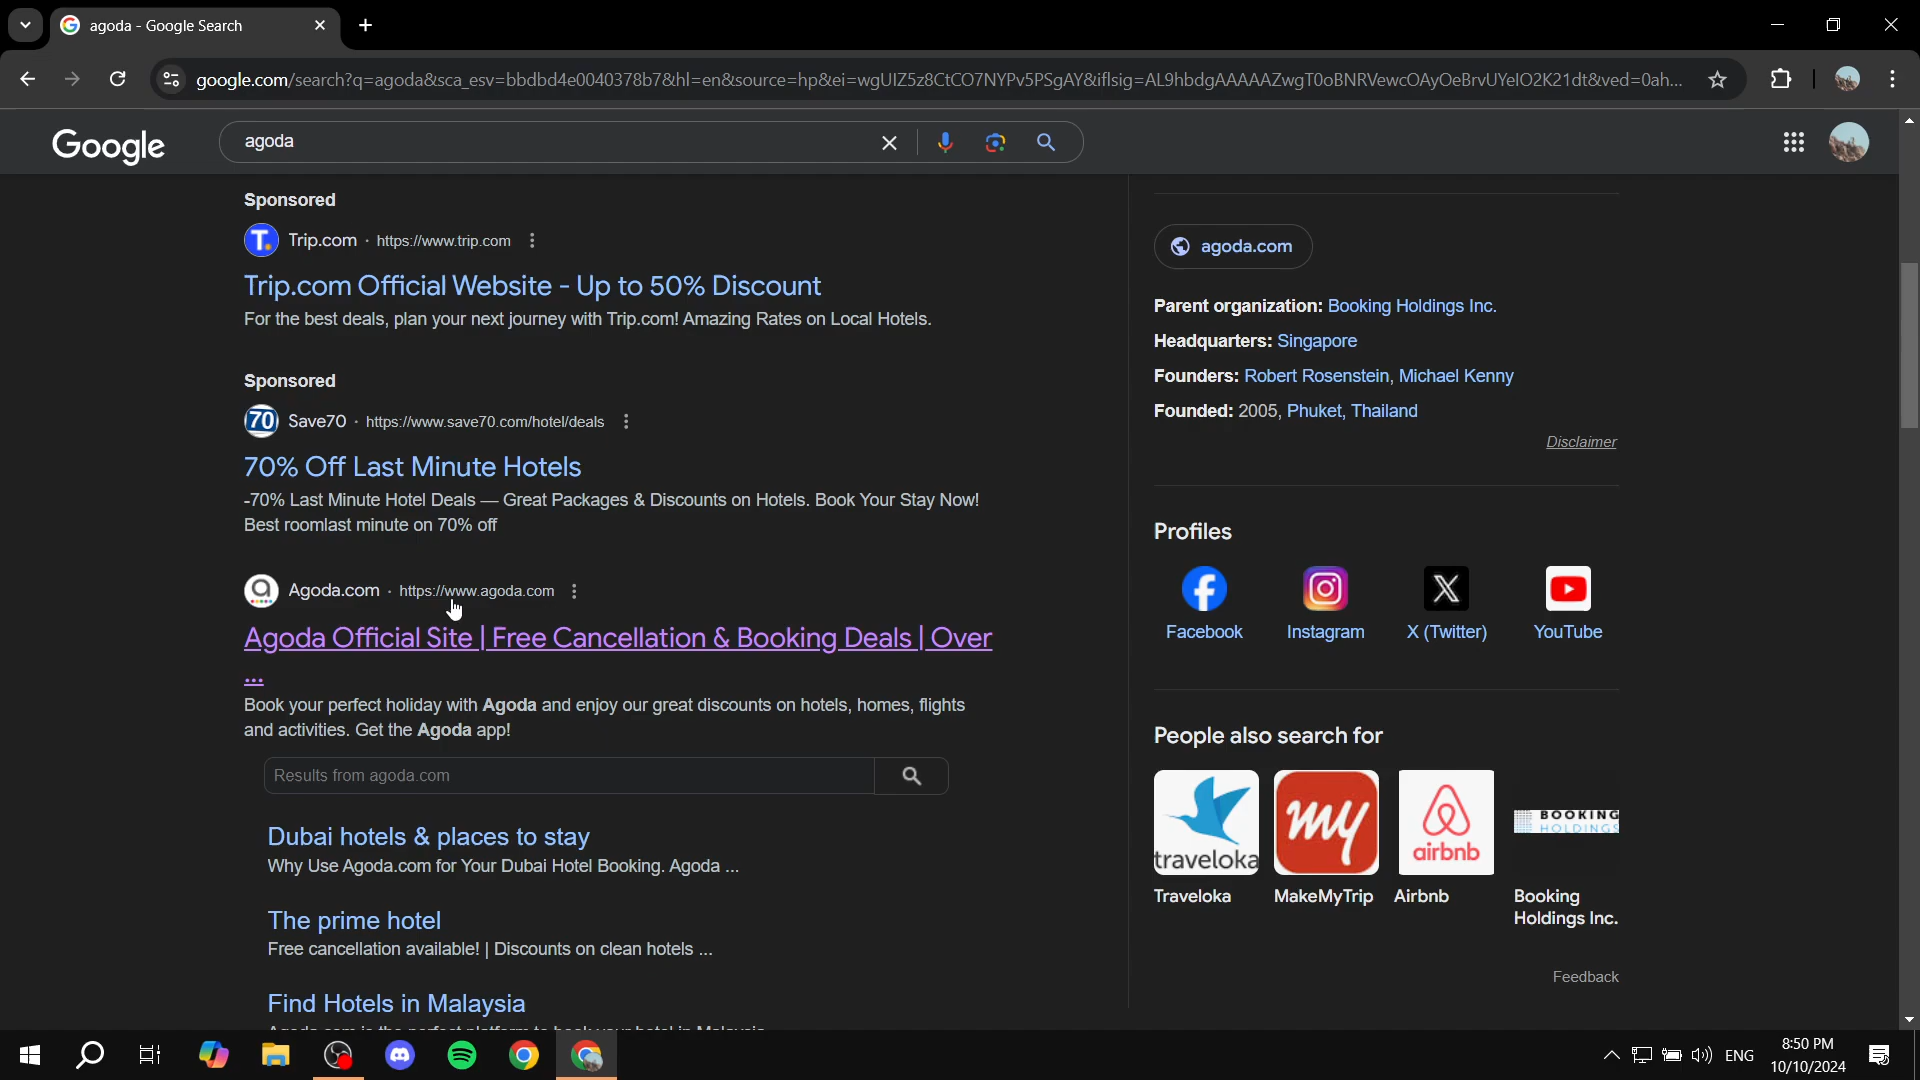 agoda - Google Search
google.com/search?q=agoda&sca_esv=bbdbd4e0040378b7&hl=en&source=hp&ei=wgUIZ5z8CtCO7NYPv5PSgAY&iflsig=AL9hbdgAAAAAZwgT0oBNRVewcOAyOeBrvUYeIO2K21dt&ved=0ah...
Google
agoda
Sponsored
Trip.com · https://www.trip.com
Trip.com Official Website - Up to 50% Discount
For the best deals, plan your next journey with Trip.com! Amazing Rates on Local Hotels.
Sponsored
70 Save70 · https://www.save70.com/hotel/deals
70% Off Last Minute Hotels
-70% Last Minute Hotel Deals — Great Packages & Discounts on Hotels. Book Your Stay Now!
Best roomlast minute on 70% off
Agoda.com · https://www.agoda.com
Agoda Official Site | Free Cancellation & Booking Deals | Over
...
Book your perfect holiday with Agoda and enjoy our great discounts on hotels, homes, flights
and activities. Get the Agoda app!
Results from agoda.com
Dubai hotels & places to stay
Why Use Agoda.com for Your Dubai Hotel Booking. Agoda ...
The prime hotel
Free cancellation available! | Discounts on clean hotels ...
Find Hotels in Malaysia
agoda.com
Parent organization: Booking Holdings Inc.
Headquarters: Singapore
Founders: Robert Rosenstein, Michael Kenny
Founded: 2005, Phuket, Thailand
Disclaimer
Profiles
Facebook Instagram X (Twitter) YouTube
People also search for
traveloka my airbnb BOOKING HOLDINGS
Traveloka MakeMyTrip Airbnb Booking
Holdings Inc.
Feedback
ENG
8:50 PM
10/10/2024